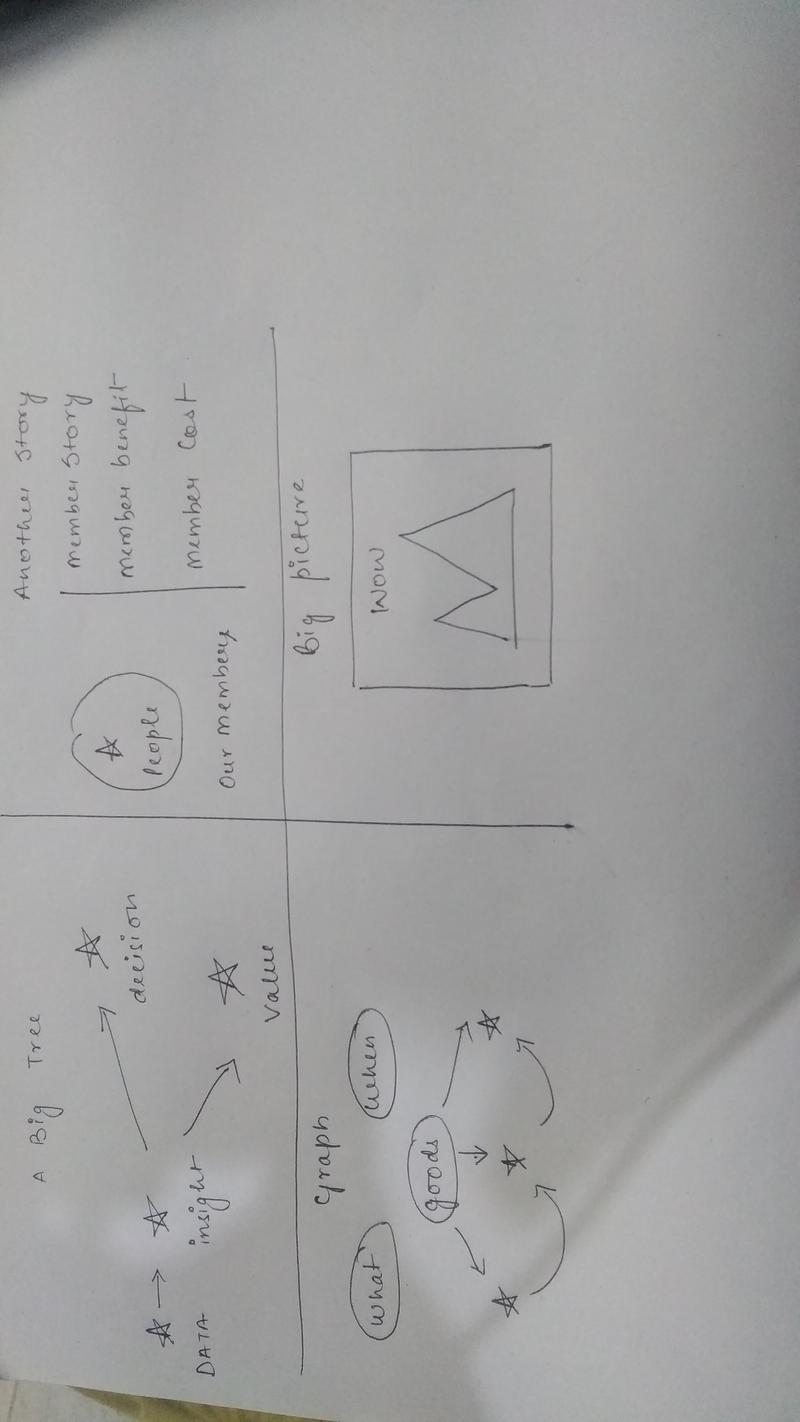 A Big Tree
decision
DATA
insight
Value
Another Story
member Story
member benefit
member Cost
People
Our members
Graph
what
when
goods
Big picture
WOW